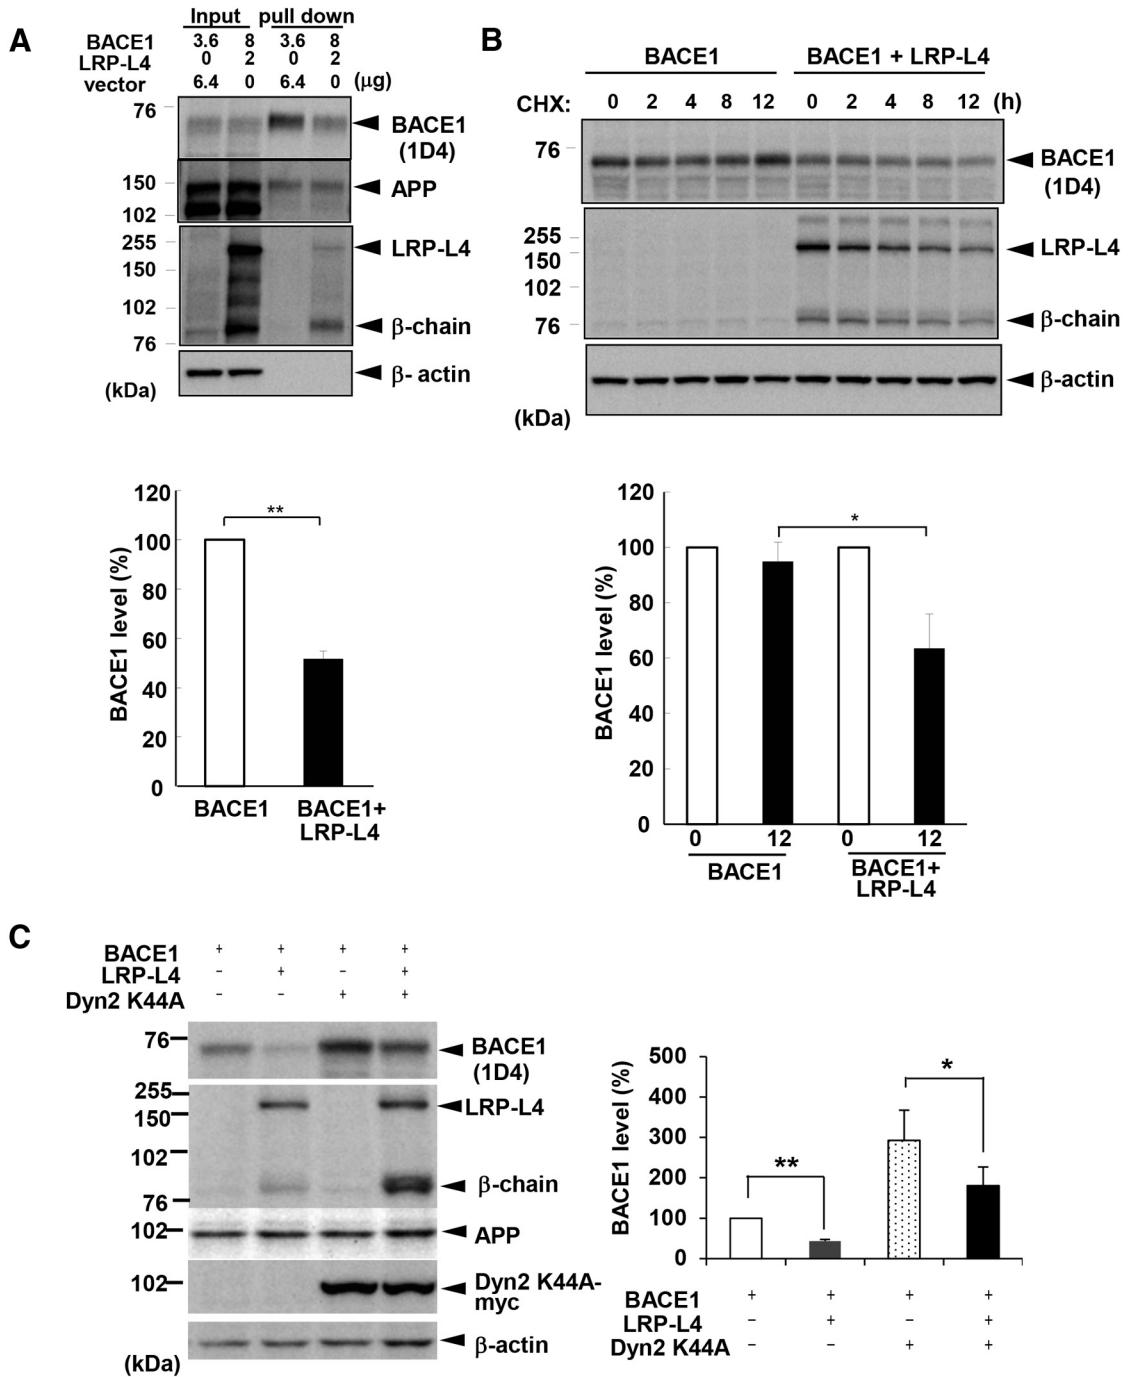 A
Input pull down
BACE1 3.6 8 3.6 8
LRP-L4 0 2 0 2
vector 6.4 0 6.4 0 (μg)
76
BACE1
(1D4)
150
APP
102
255
LRP-L4
150
102
β-chain
76
β- actin
(kDa)
120
100
80
60
40
20
0
BACE1 level (%)
**
BACE1 BACE1+
LRP-L4
B
BACE1 BACE1 + LRP-L4
CHX: 0 2 4 8 12 0 2 4 8 12 (h)
76
BACE1
(1D4)
255
LRP-L4
150
102
76
β-chain
β-actin
(kDa)
120
100
80
60
40
20
0
BACE1 level (%)
*
0 12 0 12
BACE1 BACE1+
LRP-L4
C
BACE1 + + + +
LRP-L4 - + - +
Dyn2 K44A - - + +
76
BACE1
(1D4)
255
LRP-L4
150
102
β-chain
76
102
APP
102
Dyn2 K44A-
myc
β-actin
(kDa)
500
400
300
200
100
0
BACE1 level (%)
**
*
BACE1 + + + +
LRP-L4 - + - +
Dyn2 K44A - - + +